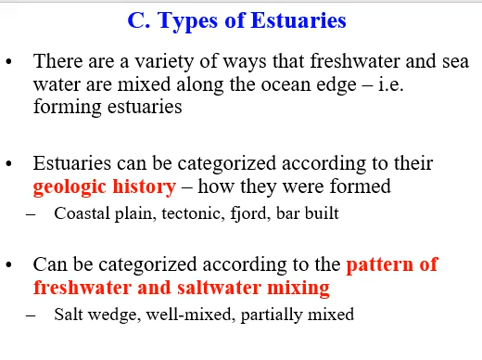 C. Types of Estuaries
• There are a variety of ways that freshwater and sea
water are mixed along the ocean edge – i.e.
forming estuaries
• Estuaries can be categorized according to their
geologic history – how they were formed
– Coastal plain, tectonic, fjord, bar built
• Can be categorized according to the pattern of
freshwater and saltwater mixing
– Salt wedge, well-mixed, partially mixed